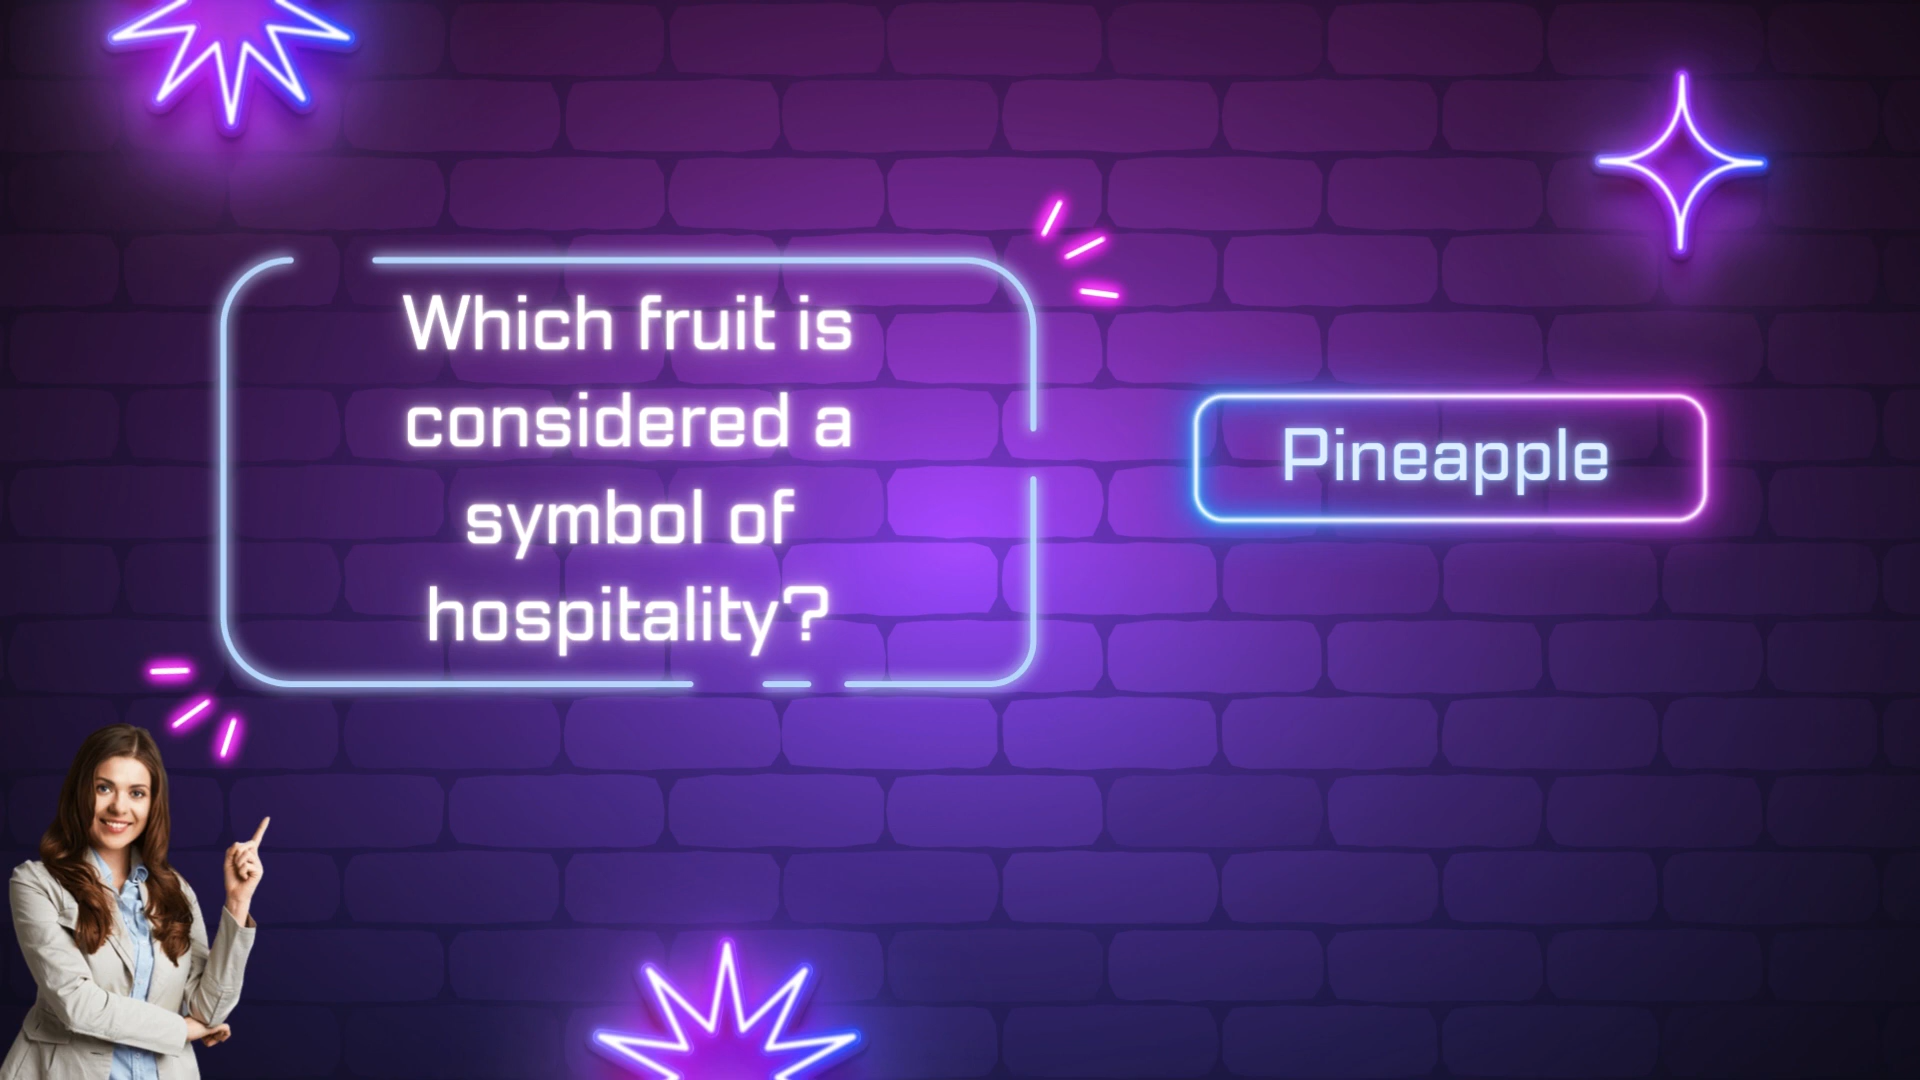 Which fruit is
considered a
symbol of
hospitality?
Pineapple